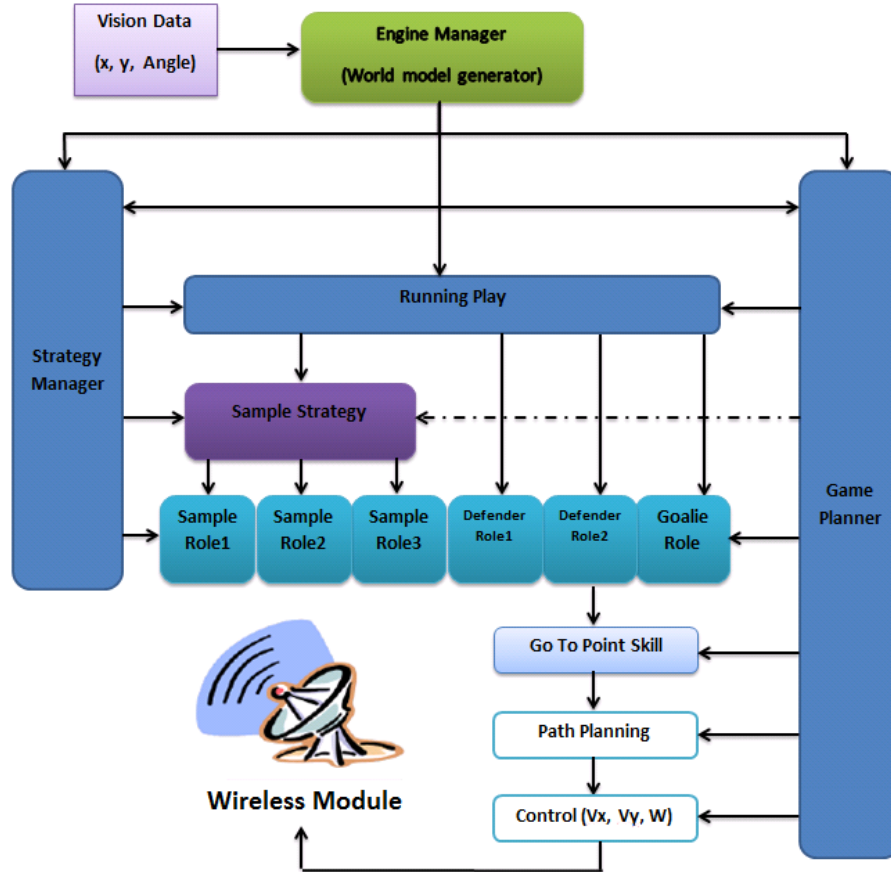 Vision Data
(x, y, Angle)
Engine Manager
(World model generator)
Running Play
Strategy
Manager
Sample Strategy
Game
Planner
Sample
Role1
Sample
Role2
Sample
Role3
Defender
Role1
Defender
Role2
Goalie
Role
Go To Point Skill
Path Planning
Wireless Module
Control (Vx, Vy, W)